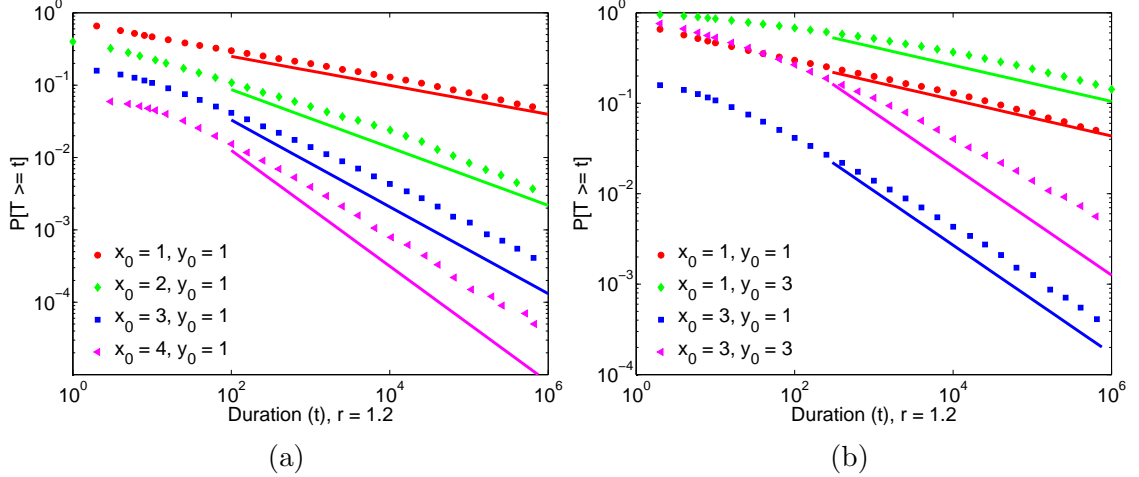 10^0
10^-1
10^-2
10^-3
10^-4
P[T >= t]
x_0 = 1, y_0 = 1
x_0 = 2, y_0 = 1
x_0 = 3, y_0 = 1
x_0 = 4, y_0 = 1
10^0 10^2 10^4 10^6
Duration (t), r = 1.2
(a)
10^0
10^-1
10^-2
10^-3
10^-4
P[T >= t]
x_0 = 1, y_0 = 1
x_0 = 1, y_0 = 3
x_0 = 3, y_0 = 1
x_0 = 3, y_0 = 3
10^0 10^2 10^4 10^6
Duration (t), r = 1.2
(b)